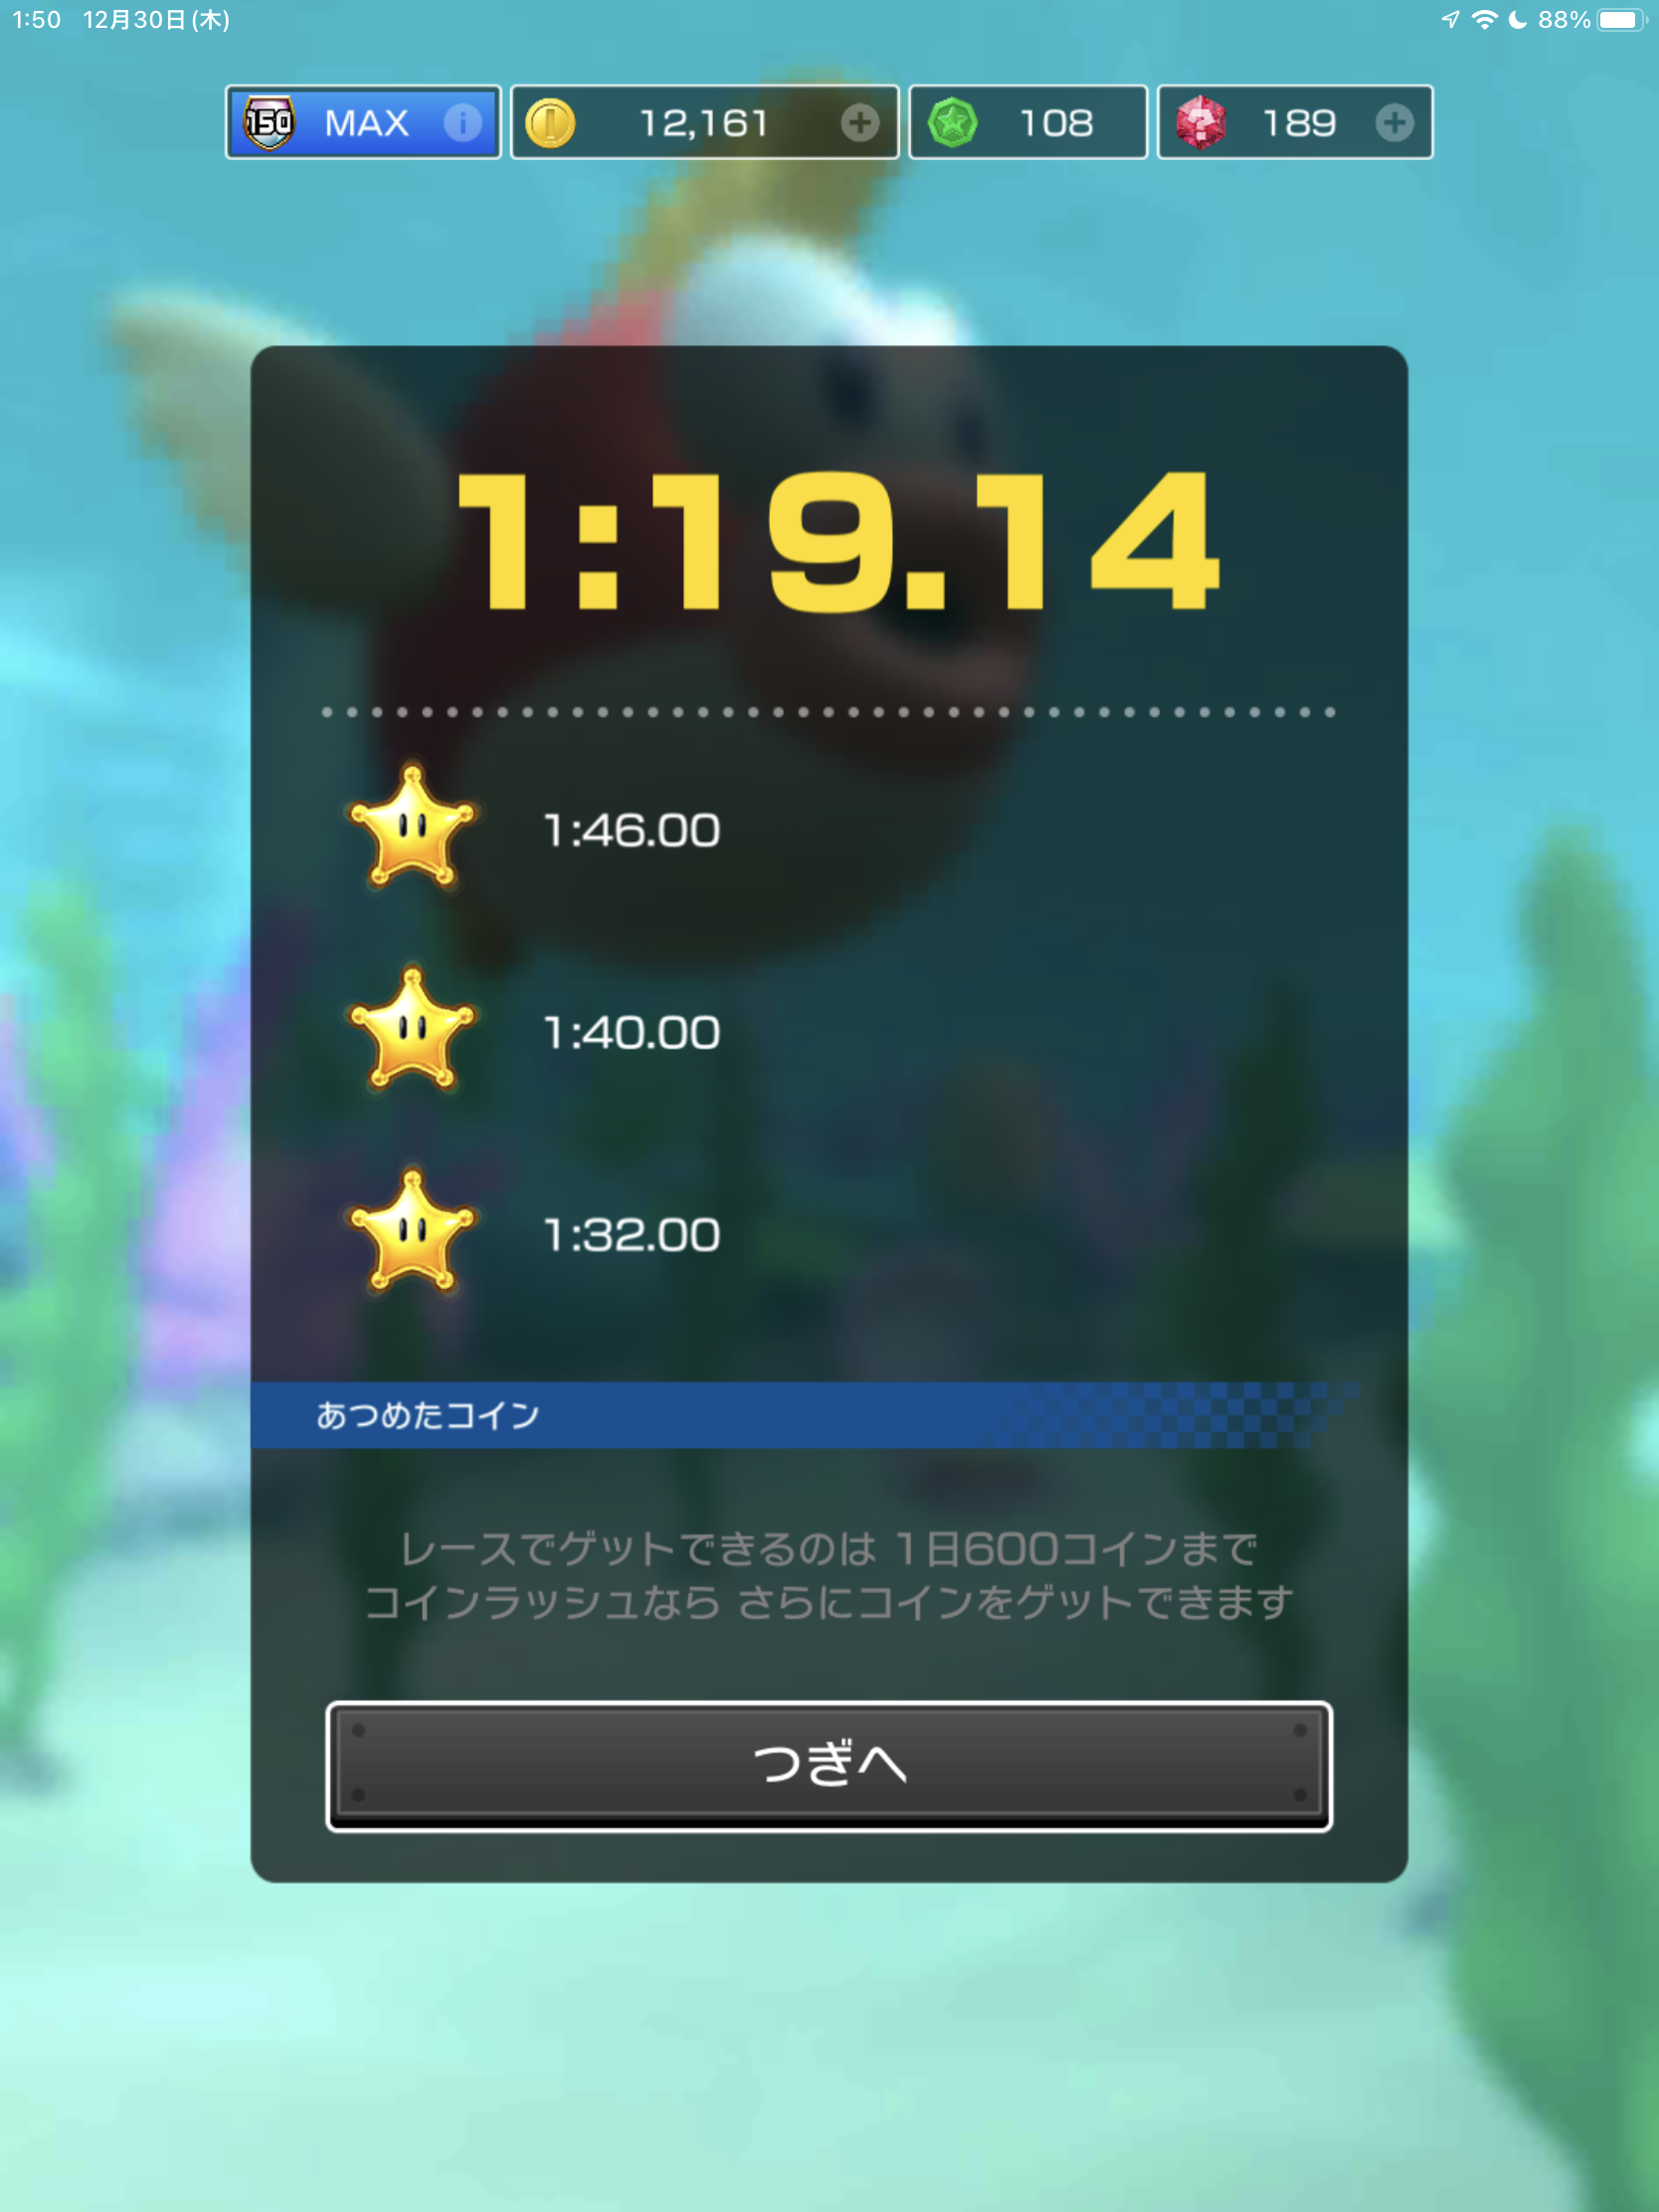 1:50 12月30日(木) 88%
150 MAX i 12,161 + 108 ? 189 +
1:19.14
1:46.00
1:40.00
1:32.00
あつめたコイン
レースでゲットできるのは 1日600コインまで
コインラッシュなら さらにコインをゲットできます
つぎへ